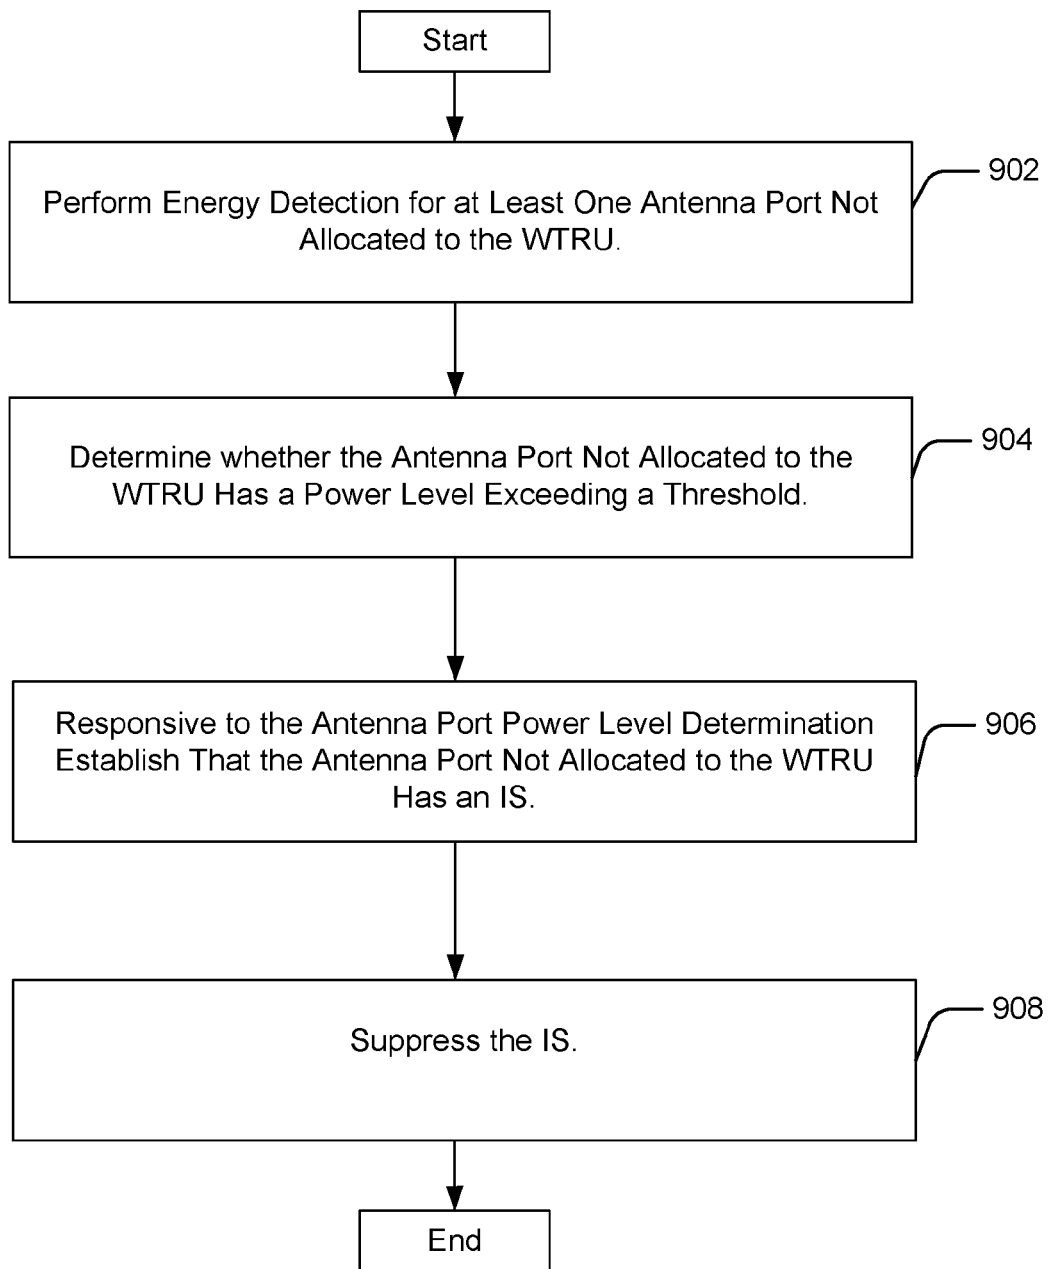 Start
Perform Energy Detection for at Least One Antenna Port Not
Allocated to the WTRU.
902
Determine whether the Antenna Port Not Allocated to the
WTRU Has a Power Level Exceeding a Threshold.
904
Responsive to the Antenna Port Power Level Determination
Establish That the Antenna Port Not Allocated to the WTRU
Has an IS.
906
Suppress the IS.
908
End